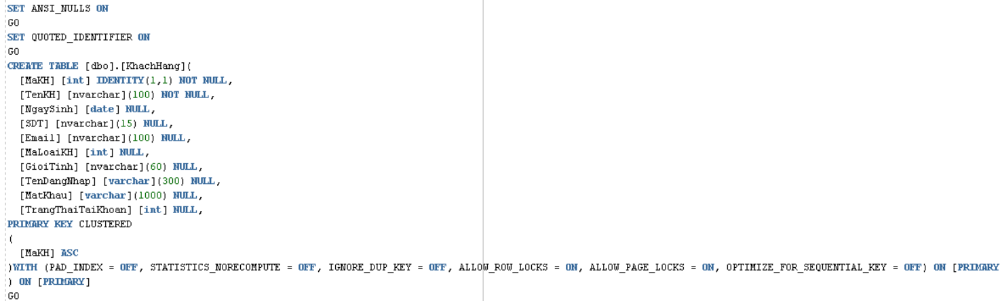 SET ANSI_NULLS ON
GO
SET QUOTED_IDENTIFIER ON
GO
CREATE TABLE [dbo].[KhachHang](
[MaKH] [int] IDENTITY(1,1) NOT NULL,
[TenKH] [nvarchar](100) NOT NULL,
[NgaySinh] [date] NULL,
[SDT] [nvarchar](15) NULL,
[Email] [nvarchar](100) NULL,
[MaLoaiKH] [int] NULL,
[GioiTinh] [nvarchar](60) NULL,
[TenDangNhap] [varchar](300) NULL,
[MatKhau] [varchar](1000) NULL,
[TrangThaiTaiKhoan] [int] NULL,
PRIMARY KEY CLUSTERED
(
[MaKH] ASC
)WITH (PAD_INDEX = OFF, STATISTICS_NORECOMPUTE = OFF, IGNORE_DUP_KEY = OFF, ALLOW_ROW_LOCKS = ON, ALLOW_PAGE_LOCKS = ON, OPTIMIZE_FOR_SEQUENTIAL_KEY = OFF) ON [PRIMARY
) ON [PRIMARY]
GO